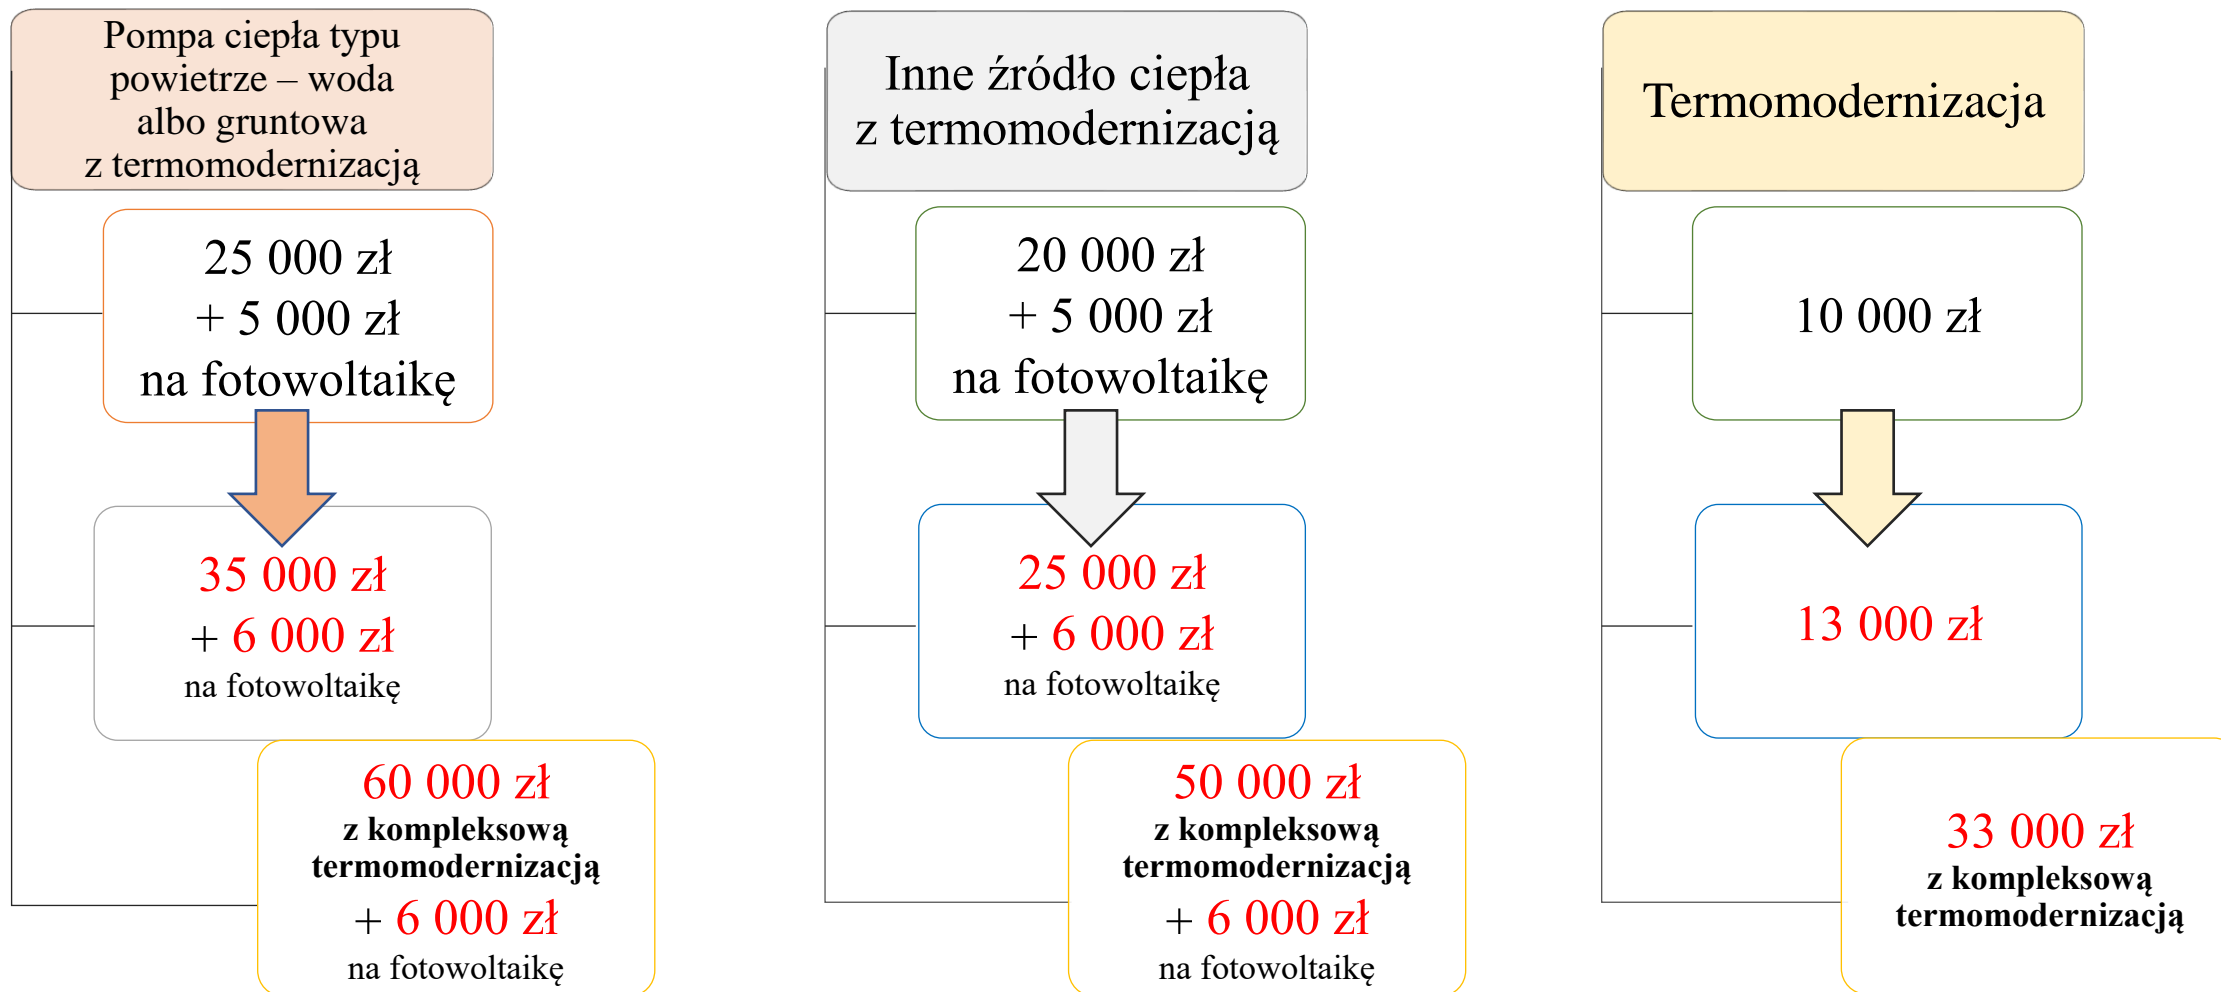 Pompa ciepła typu
powietrze – woda
albo gruntowa
z termomodernizacją
25 000 zł
+ 5 000 zł
na fotowoltaikę
35 000 zł
+ 6 000 zł
na fotowoltaikę
60 000 zł
z kompleksową
termomodernizacją
+ 6 000 zł
na fotowoltaikę
Inne źródło ciepła
z termomodernizacją
20 000 zł
+ 5 000 zł
na fotowoltaikę
25 000 zł
+ 6 000 zł
na fotowoltaikę
50 000 zł
z kompleksową
termomodernizacją
+ 6 000 zł
na fotowoltaikę
Termomodernizacja
10 000 zł
13 000 zł
33 000 zł
z kompleksową
termomodernizacją